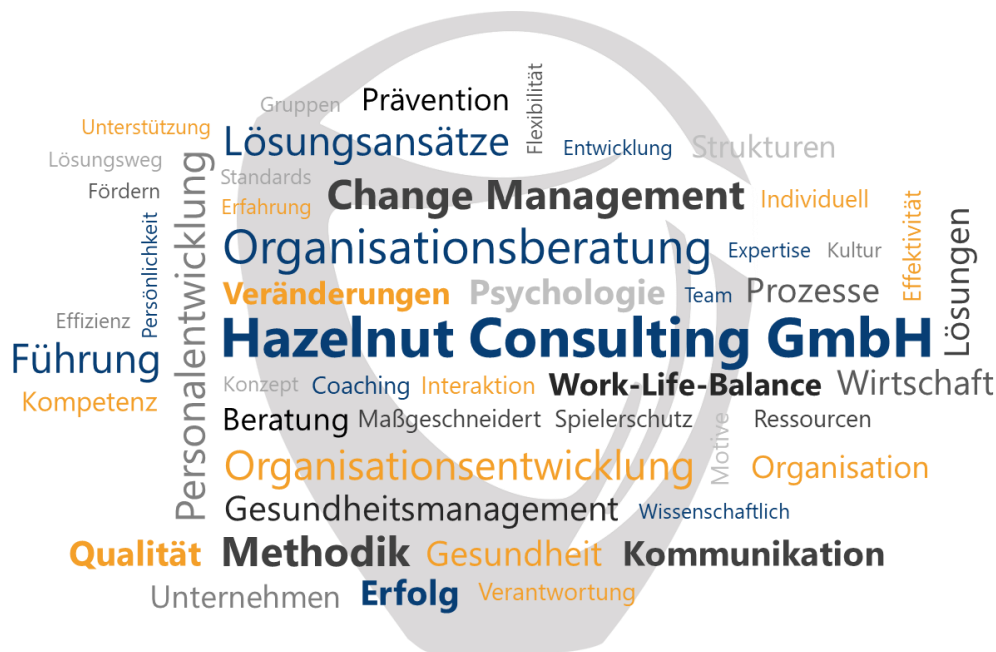 Gruppen
Prävention
Flexibilität
Unterstützung
Lösungsansätze
Entwicklung
Strukturen
Lösungsweg
Personalentwicklung
Standards
Fördern
Change Management
Individuell
Erfahrung
Effektivität
Persönlichkeit
Organisationsberatung
Expertise
Kultur
Lösungen
Veränderungen
Psychologie
Team
Prozesse
Effizienz
Hazelnut Consulting GmbH
Führung
Konzept
Coaching
Interaktion
Work-Life-Balance
Wirtschaft
Kompetenz
Beratung
Maßgeschneidert
Spielerschutz
Motive
Ressourcen
Organisationsentwicklung
Organisation
Gesundheitsmanagement
Wissenschaftlich
Qualität
Methodik
Gesundheit
Kommunikation
Unternehmen
Erfolg
Verantwortung